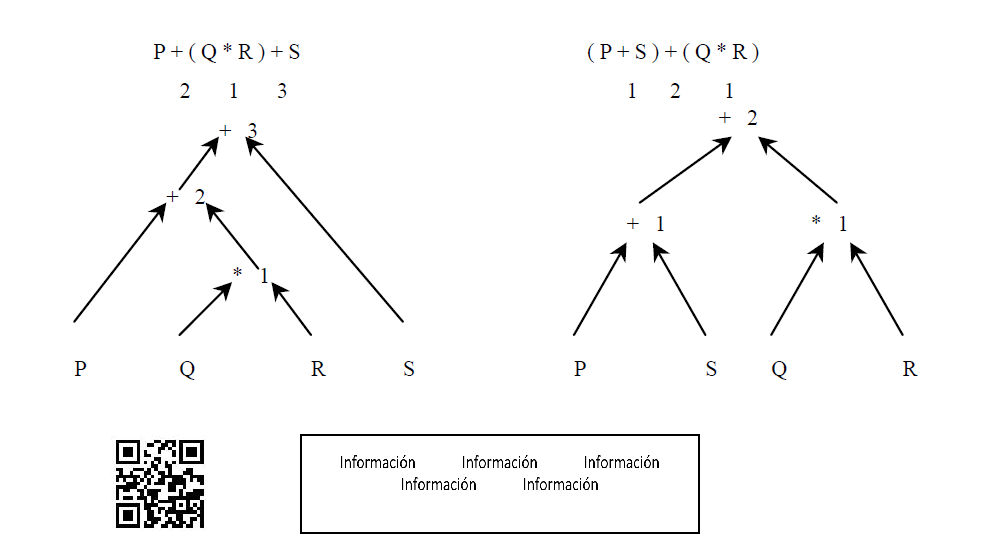 P + ( Q * R ) + S
2 1 3
+ 3
+ 2
* 1
P Q R S
( P + S ) + ( Q * R )
1 2 1
+ 2
+ 1 * 1
P S Q R
Información Información Información
Información Información